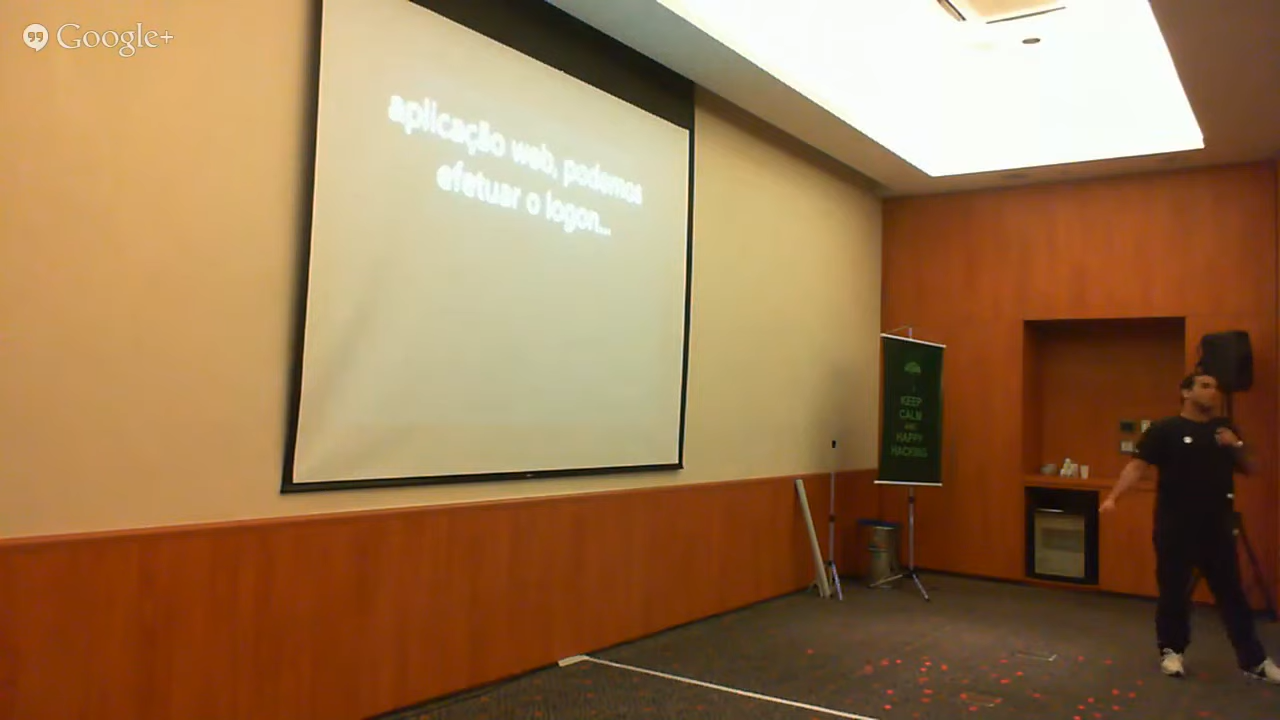 Google+
aplicação web, podemos
efetuar o logon...
KEEP
CALM
AND
HAPPY
HACKING